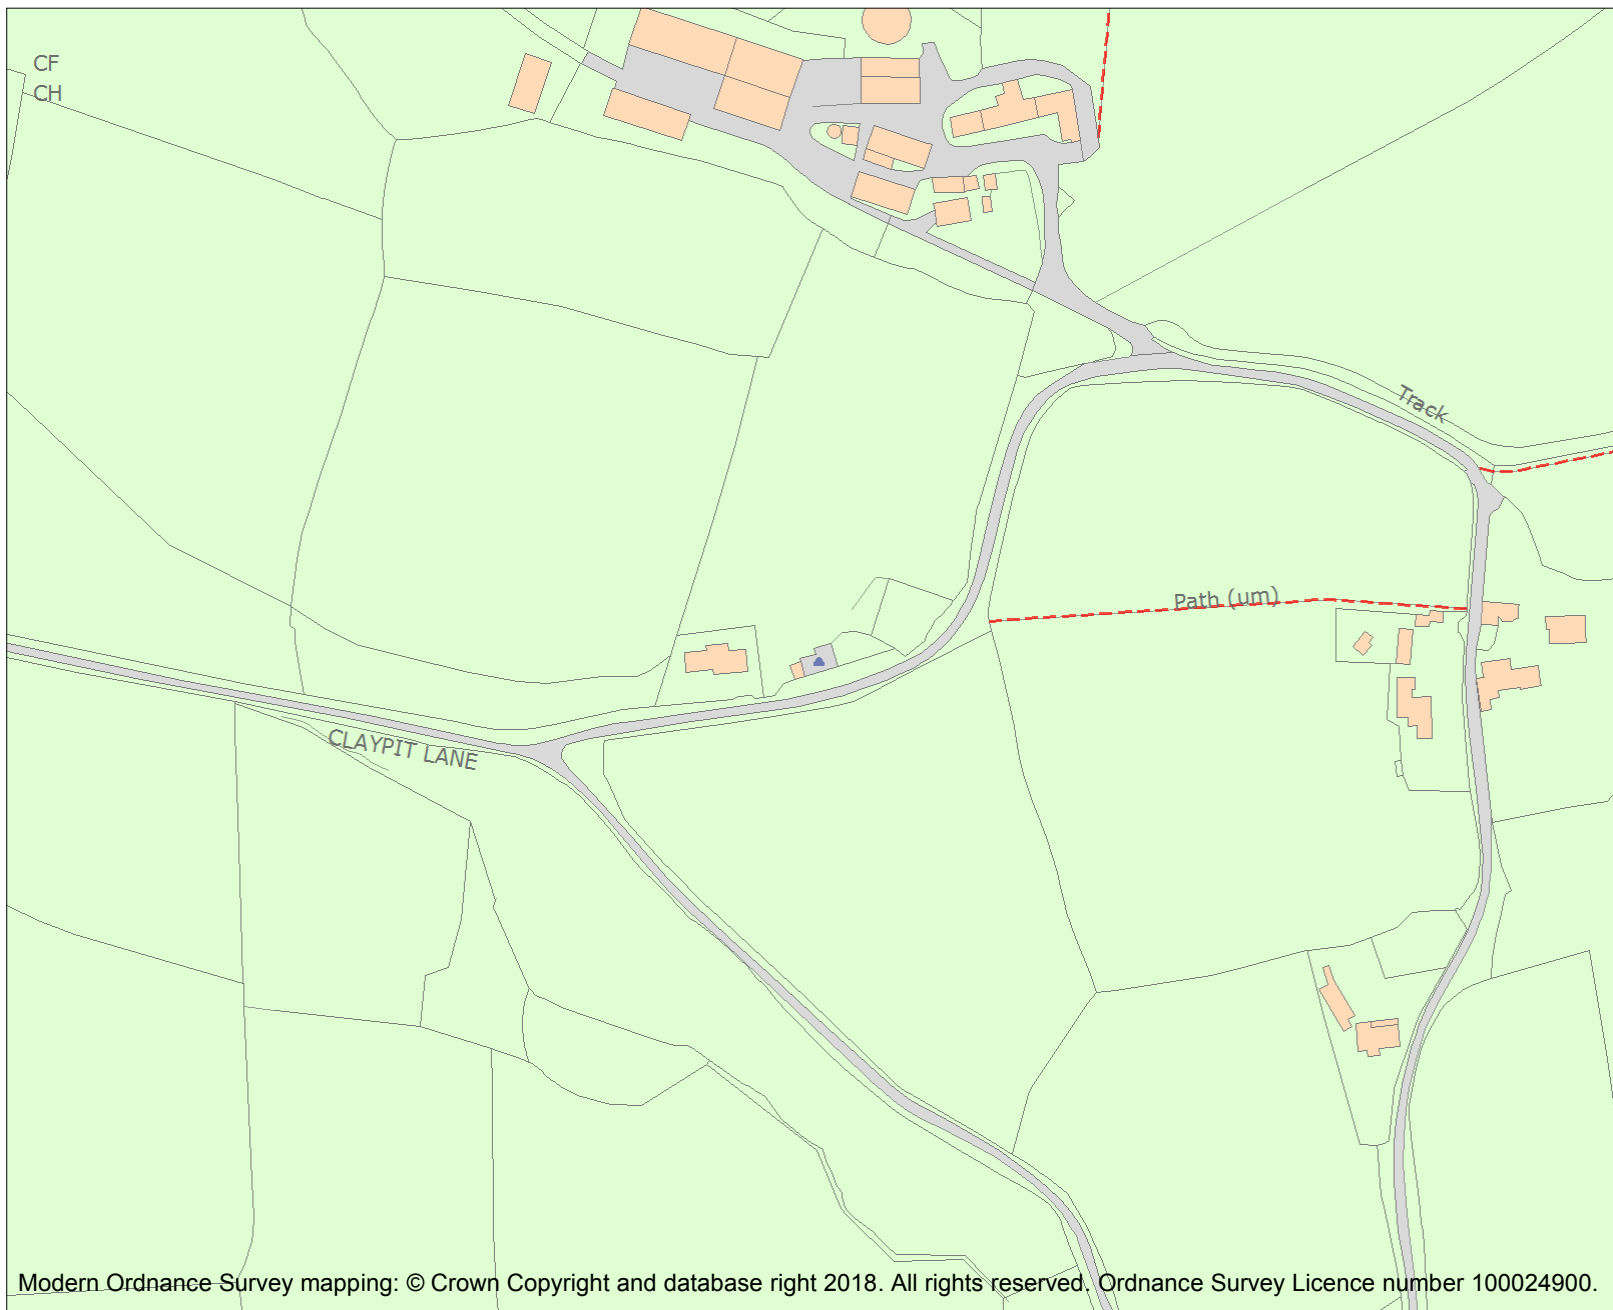 CF
CH
Track
Path (um)
CLAYPIT LANE
Modern Ordnance Survey mapping: © Crown Copyright and database right 2018. All rights reserved. Ordnance Survey Licence number 100024900.